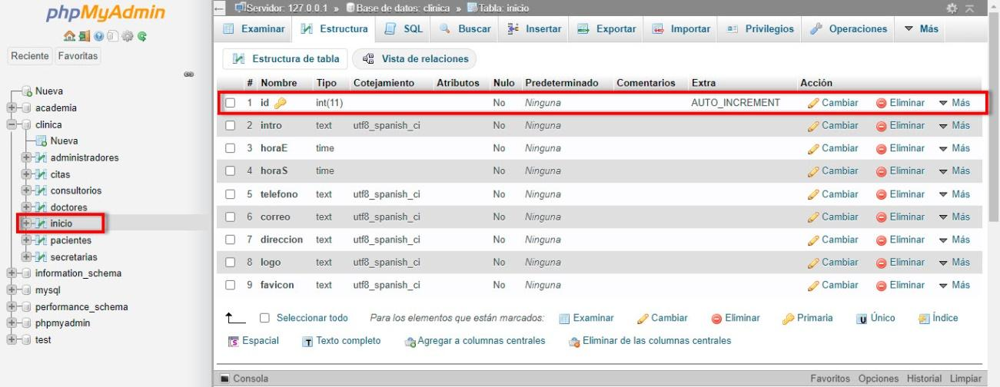 phpMyAdmin
Reciente Favoritas
Nueva
academia
clinica
Nueva
administradores
citas
consultorios
doctores
inicio
pacientes
secretarias
information_schema
mysql
performance_schema
phpmyadmin
test
Servidor: 127.0.0.1 » Base de datos: clinica » Tabla: inicio
Examinar Estructura SQL Buscar Insertar Exportar Importar Privilegios Operaciones Más
Estructura de tabla Vista de relaciones
# Nombre Tipo Cotejamiento Atributos Nulo Predeterminado Comentarios Extra Acción
1 id int(11) No Ninguna AUTO_INCREMENT Cambiar Eliminar Más
2 intro text utf8_spanish_ci No Ninguna Cambiar Eliminar Más
3 horaE time No Ninguna Cambiar Eliminar Más
4 horaS time No Ninguna Cambiar Eliminar Más
5 telefono text utf8_spanish_ci No Ninguna Cambiar Eliminar Más
6 correo text utf8_spanish_ci No Ninguna Cambiar Eliminar Más
7 direccion text utf8_spanish_ci No Ninguna Cambiar Eliminar Más
8 logo text utf8_spanish_ci No Ninguna Cambiar Eliminar Más
9 favicon text utf8_spanish_ci No Ninguna Cambiar Eliminar Más
Seleccionar todo Para los elementos que están marcados: Examinar Cambiar Eliminar Primaria Único Índice
Espacial Texto completo Agregar a columnas centrales Eliminar de las columnas centrales
Consola Favoritos Opciones Historial Limpiar